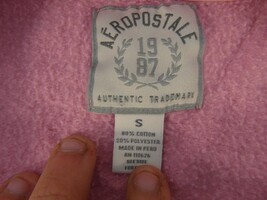 AÉROPOSTALE
19
87
AUTHENTIC TRADEMARK
S
80% COTTON
20% POLYESTER
MADE IN PERU